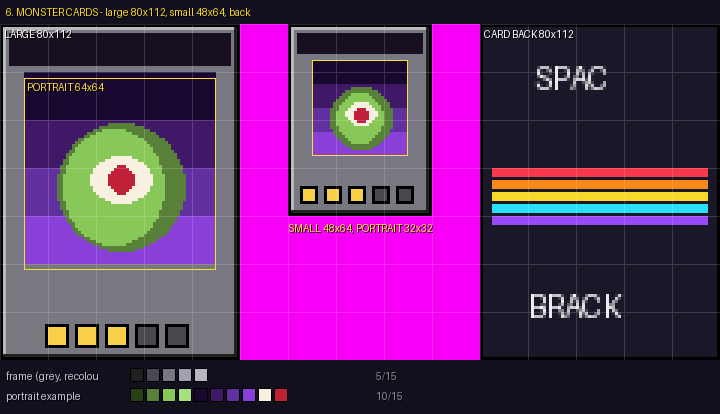 6. MONSTER CARDS - large 80x112, small 48x64, back
LARGE 80x112
CARD BACK 80x112
PORTRAIT 64x64
SPAC
SMALL 48x64, PORTRAIT 32x32
BRACK
frame (grey, recolou
5/15
portrait example
10/15